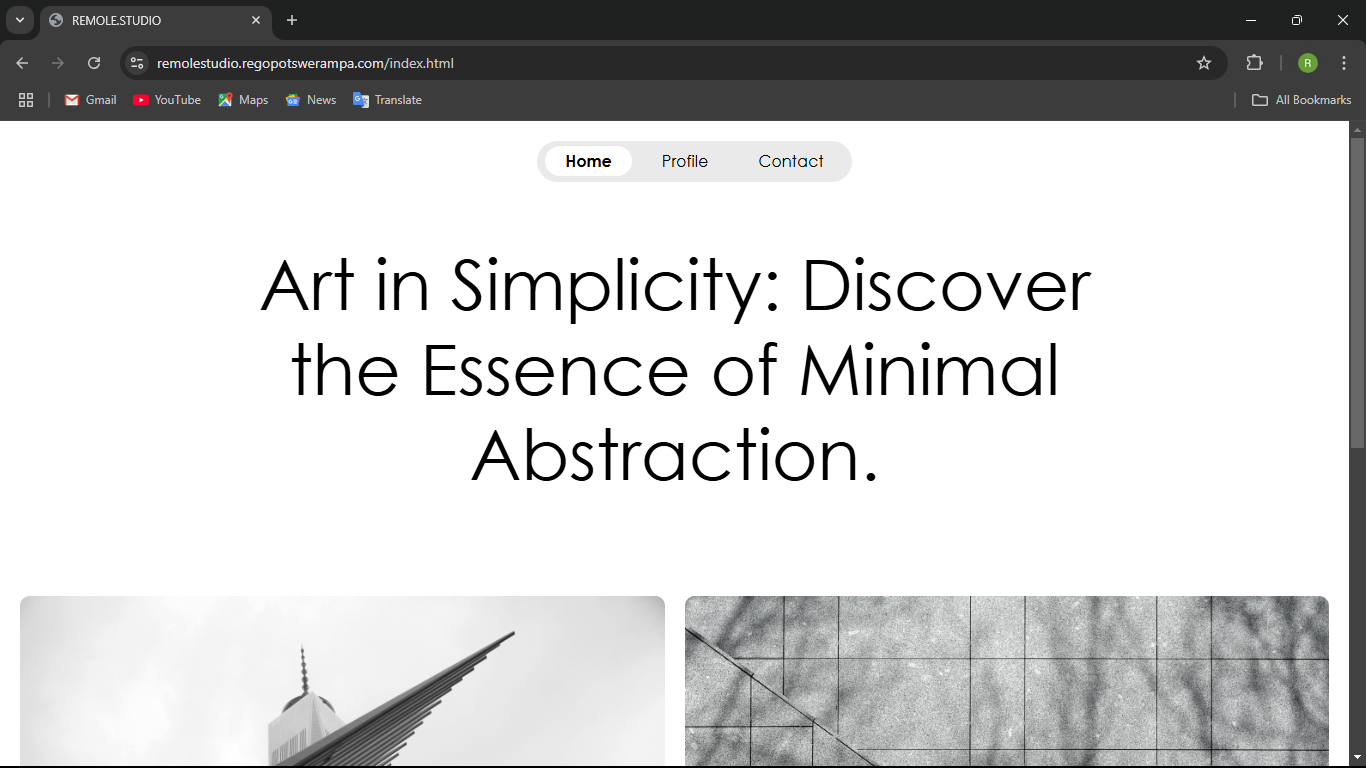 REMOLE.STUDIO
remolestudio.regopotswerampa.com/index.html
R
Gmail
YouTube
Maps
News
Translate
All Bookmarks
Home
Profile
Contact
Art in Simplicity: Discover
the Essence of Minimal
Abstraction.